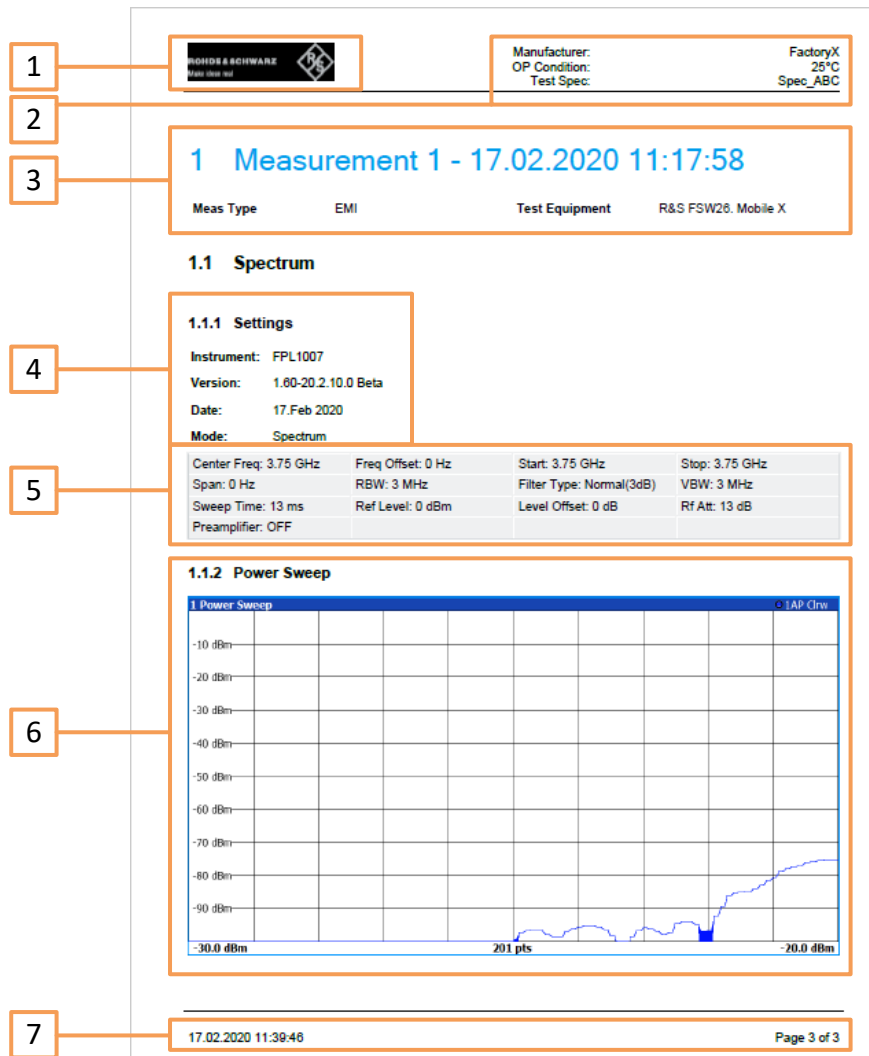 1
ROHDE & SCHWARZ
Make ideas real
R S
Manufacturer: FactoryX
OP Condition: 25°C
Test Spec: Spec_ABC
2
3
1 Measurement 1 - 17.02.2020 11:17:58
Meas Type EMI Test Equipment R&S FSW26. Mobile X
1.1 Spectrum
4
1.1.1 Settings
Instrument: FPL1007
Version: 1.60-20.2.10.0 Beta
Date: 17.Feb 2020
Mode: Spectrum
5
Center Freq: 3.75 GHz Freq Offset: 0 Hz Start: 3.75 GHz Stop: 3.75 GHz
Span: 0 Hz RBW: 3 MHz Filter Type: Normal(3dB) VBW: 3 MHz
Sweep Time: 13 ms Ref Level: 0 dBm Level Offset: 0 dB Rf Att: 13 dB
Preamplifier: OFF
6
1.1.2 Power Sweep
1 Power Sweep 1AP Clrw
-10 dBm
-20 dBm
-30 dBm
-40 dBm
-50 dBm
-60 dBm
-70 dBm
-80 dBm
-90 dBm
-30.0 dBm 201 pts -20.0 dBm
7
17.02.2020 11:39:46 Page 3 of 3